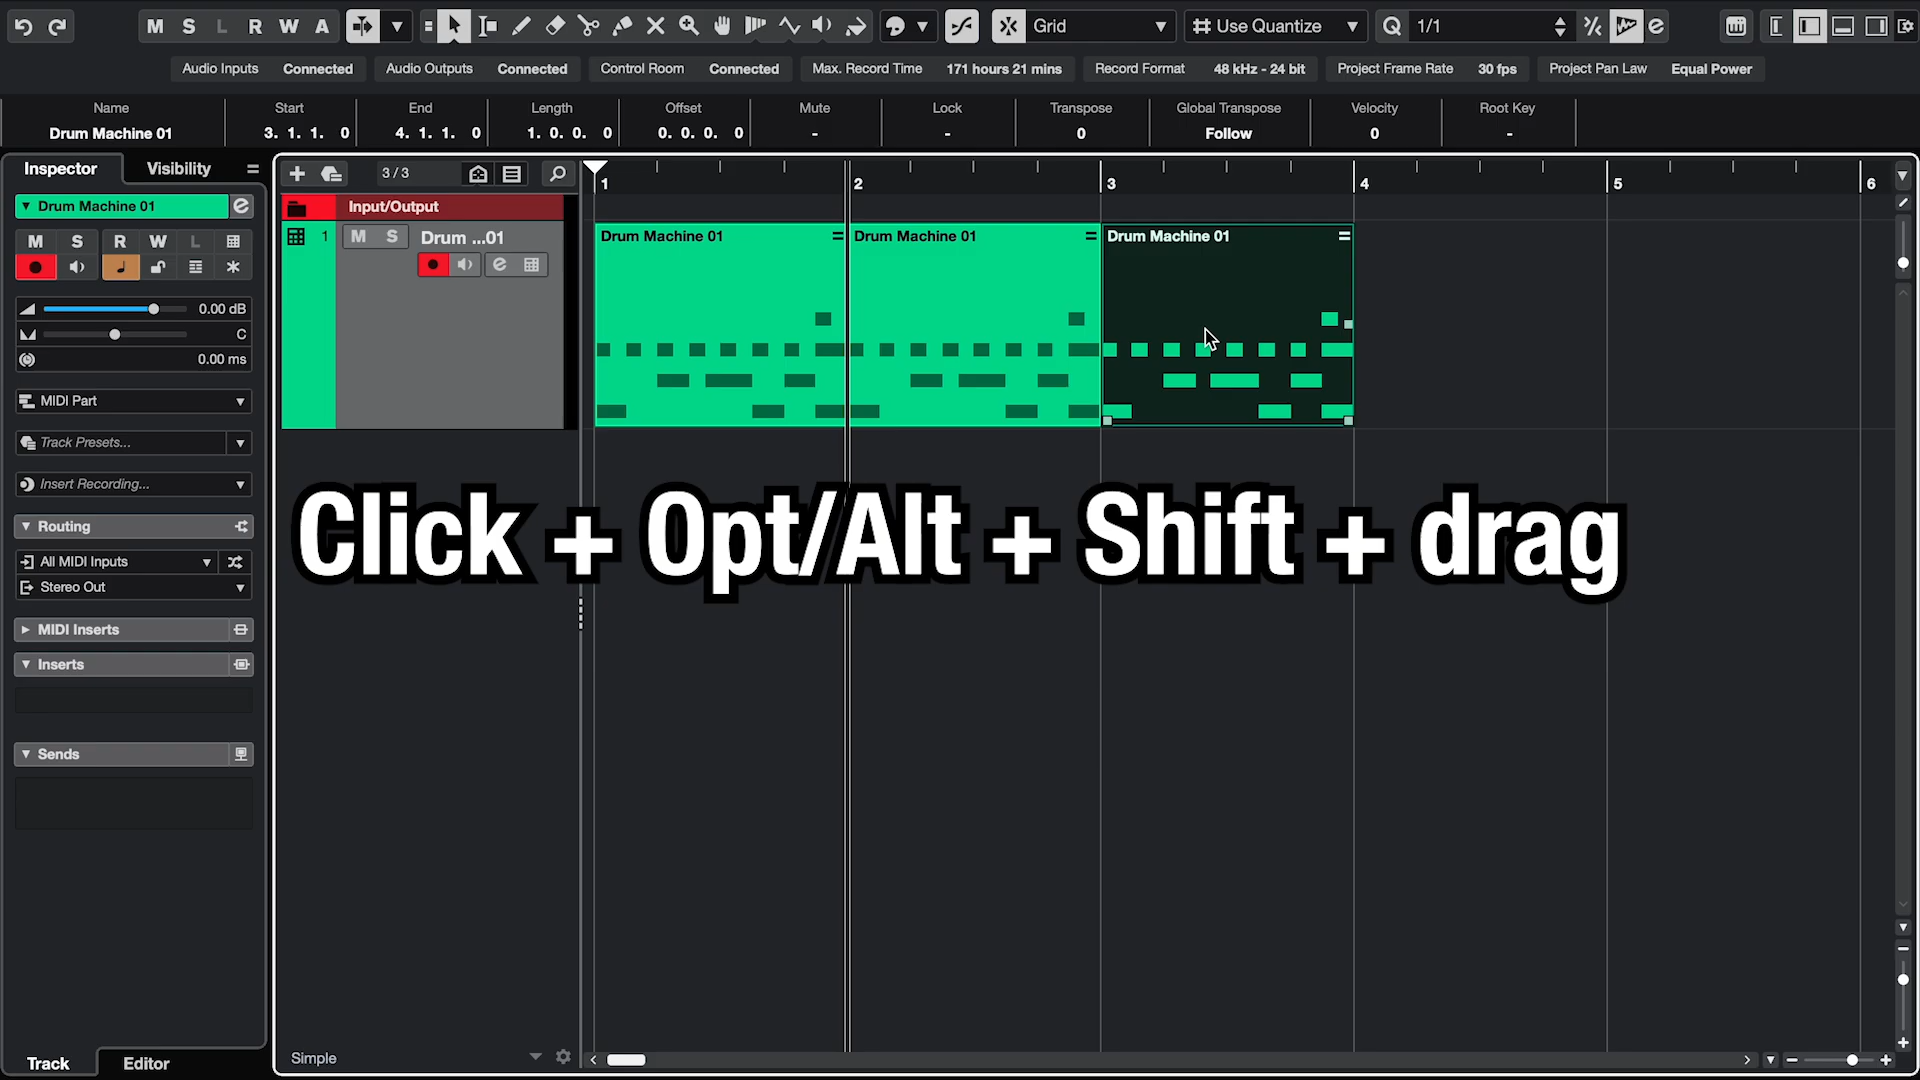 M S L R W A Grid Use Quantize Q 1/1
Audio Inputs Connected Audio Outputs Connected Control Room Connected Max. Record Time 171 hours 21 mins Record Format 48 kHz - 24 bit Project Frame Rate 30 fps Project Pan Law Equal Power
Name Start End Length Offset Mute Lock Transpose Global Transpose Velocity Root Key
Drum Machine 01 3. 1. 1. 0 4. 1. 1. 0 1. 0. 0. 0 0. 0. 0. 0 - - 0 Follow 0 -
Inspector Visibility 3/3
1 2 3 4 5 6
Drum Machine 01 Input/Output
M S R W L
1 M S Drum ...01
Drum Machine 01 Drum Machine 01 Drum Machine 01
0.00 dB
C
0.00 ms
MIDI Part
Track Presets...
Insert Recording...
Routing
All MIDI Inputs
Stereo Out
Click + Opt/Alt + Shift + drag
MIDI Inserts
Inserts
Sends
Track Editor
Simple